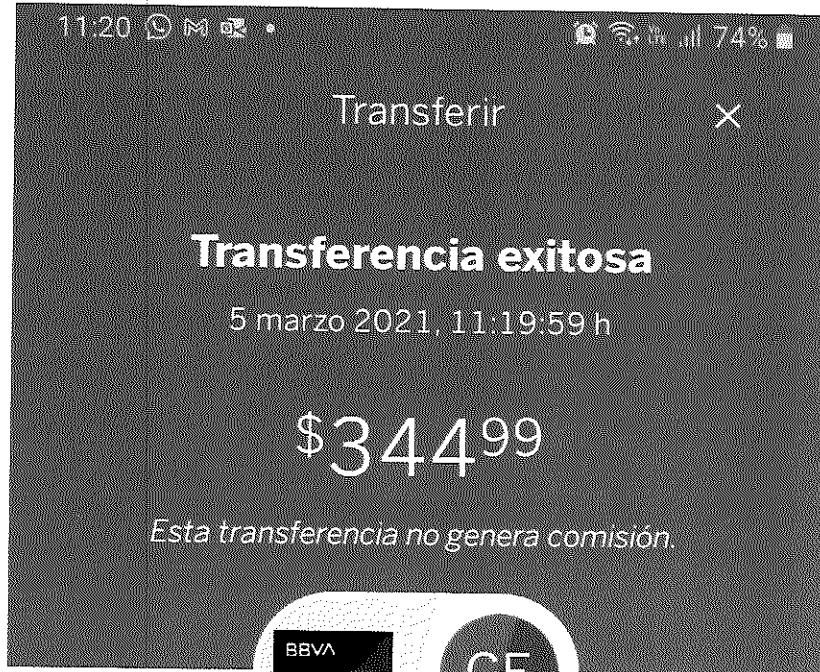 11:20
74%
Transferir
Transferencia exitosa
5 marzo 2021, 11:19:59 h
$344.99
Esta transferencia no genera comisión.
BBVA